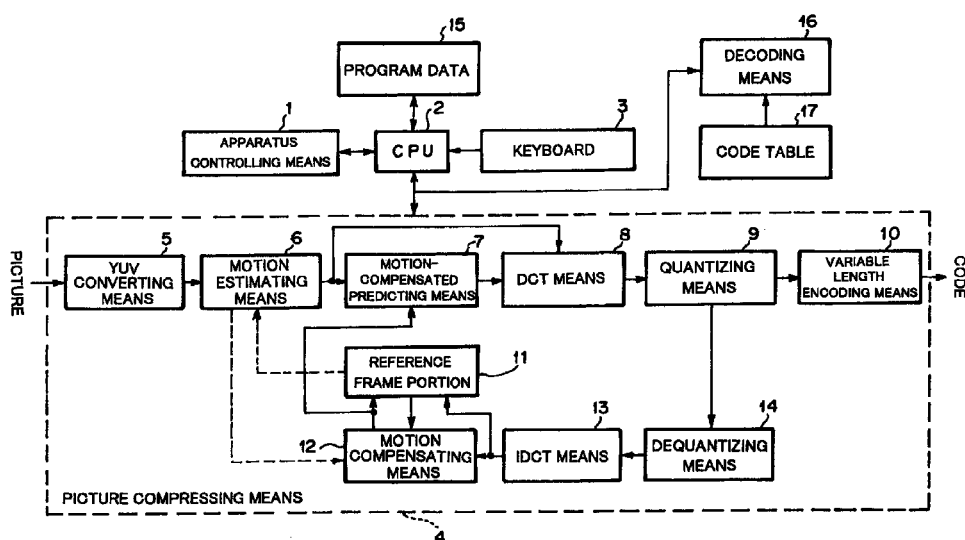 15
PROGRAM DATA
16
DECODING
MEANS
1
APPARATUS
CONTROLLING MEANS
2
CPU
3
KEYBOARD
17
CODE TABLE
PICTURE
5
YUV
CONVERTING
MEANS
6
MOTION
ESTIMATING
MEANS
7
MOTION-
COMPENSATED
PREDICTING MEANS
8
DCT MEANS
9
QUANTIZING
MEANS
10
VARIABLE
LENGTH
ENCODING MEANS
CODE
11
REFERENCE
FRAME PORTION
12
MOTION
COMPENSATING
MEANS
13
IDCT MEANS
14
DEQUANTIZING
MEANS
PICTURE COMPRESSING MEANS
4